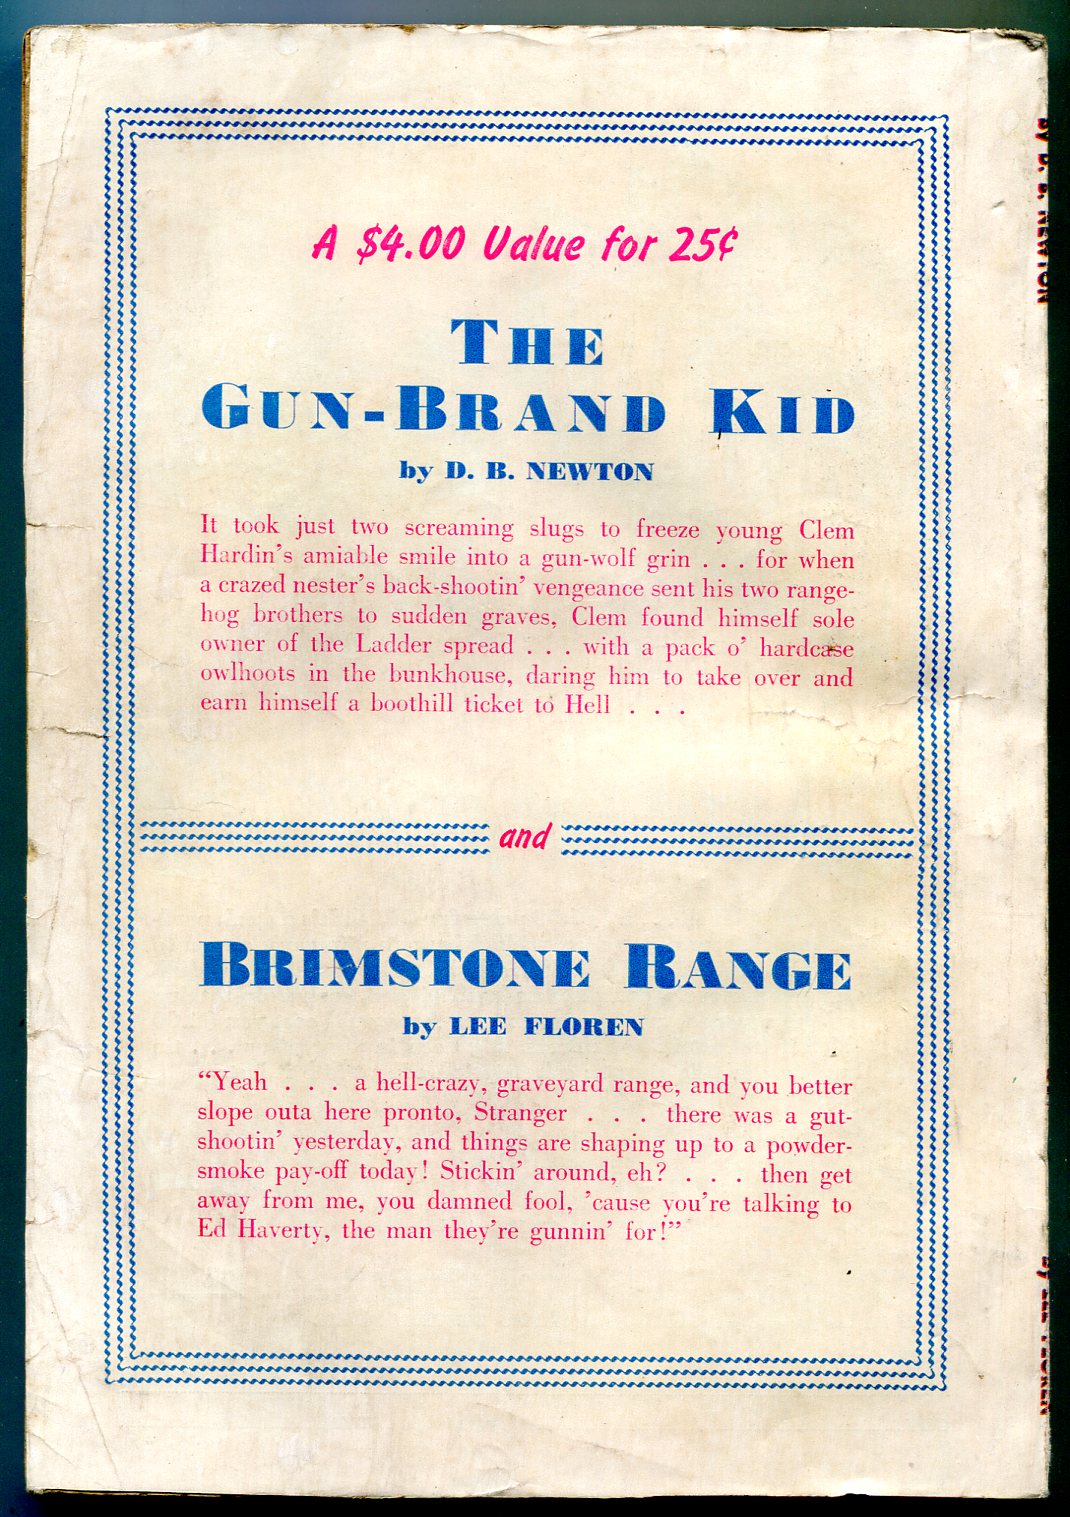 A $4.00 Value for 25¢
THE
GUN-BRAND KID
by D. B. NEWTON
It took just two screaming slugs to freeze young Clem
Hardin's amiable smile into a gun-wolf grin . . . for when
a crazed nester's back-shootin' vengeance sent his two range-
hog brothers to sudden graves, Clem found himself sole
owner of the Ladder spread . . . with a pack o' hardcase
owlhoots in the bunkhouse, daring him to take over and
earn himself a boothill ticket to Hell . . .
and
BRIMSTONE RANGE
by LEE FLOREN
“Yeah . . . a hell-crazy, graveyard range, and you better
slope outa here pronto, Stranger . . . there was a gut-
shootin' yesterday, and things are shaping up to a powder-
smoke pay-off today! Stickin' around, eh? . . . then get
away from me, you damned fool, 'cause you're talking to
Ed Haverty, the man they're gunnin' for!”
by D. B. NEWTON
by LEE FLOREN